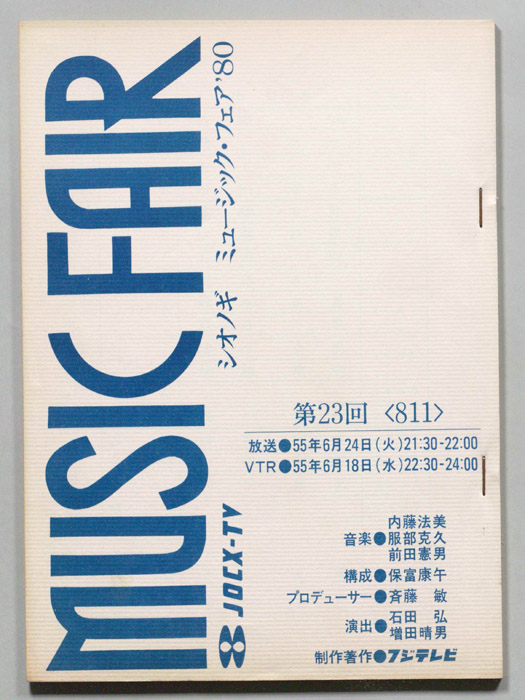 MUSIC FAIR
シオノギ ミュージック・フェア'80
8 JOCX-TV
第23回 〈811〉
放送●55年6月24日(火)21:30-22:00
VTR●55年6月18日(水)22:30-24:00
内藤法美
音楽●服部克久
前田憲男
構成●保富康午
プロデューサー●斉藤 敏
石田 弘
演出●
増田晴男
制作著作●フジテレビ